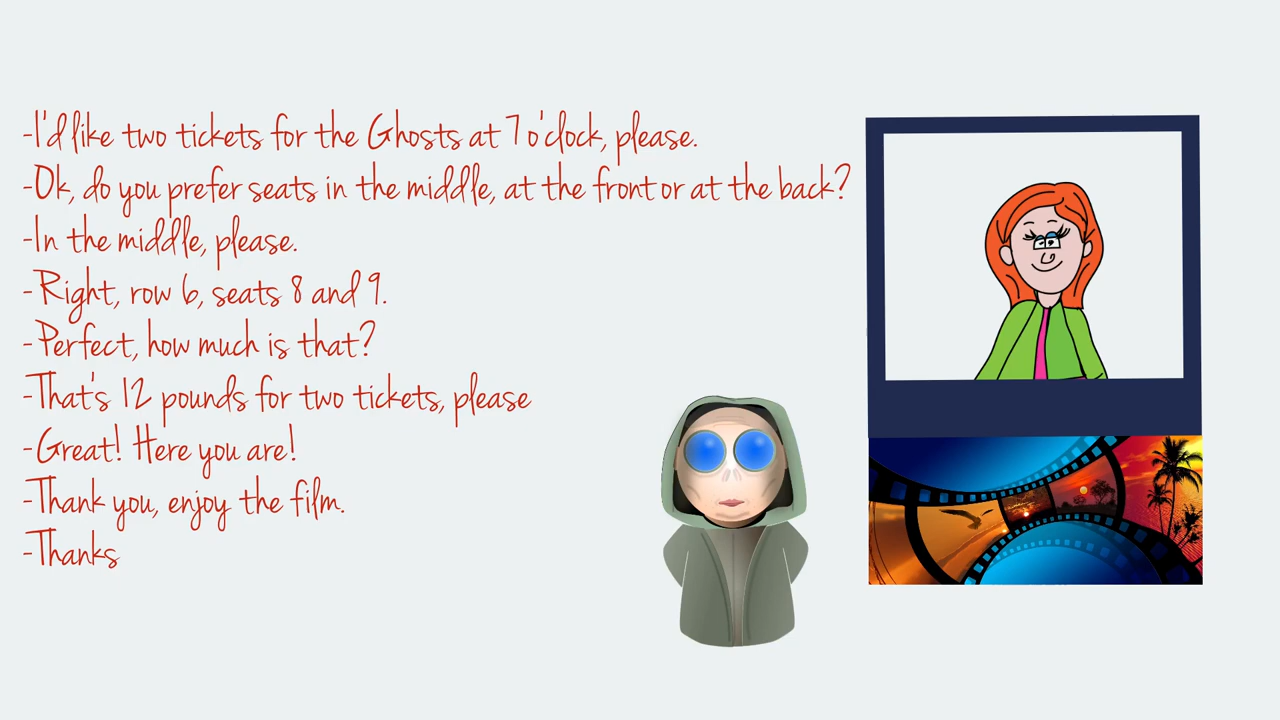 -I'd like two tickets for the Ghosts at 7 o'clock, please.
-Ok, do you prefer seats in the middle, at the front or at the back?
-In the middle, please.
-Right, row 6, seats 8 and 9.
-Perfect, how much is that?
-That's 12 pounds for two tickets, please
-Great! Here you are!
-Thank you, enjoy the film.
-Thanks